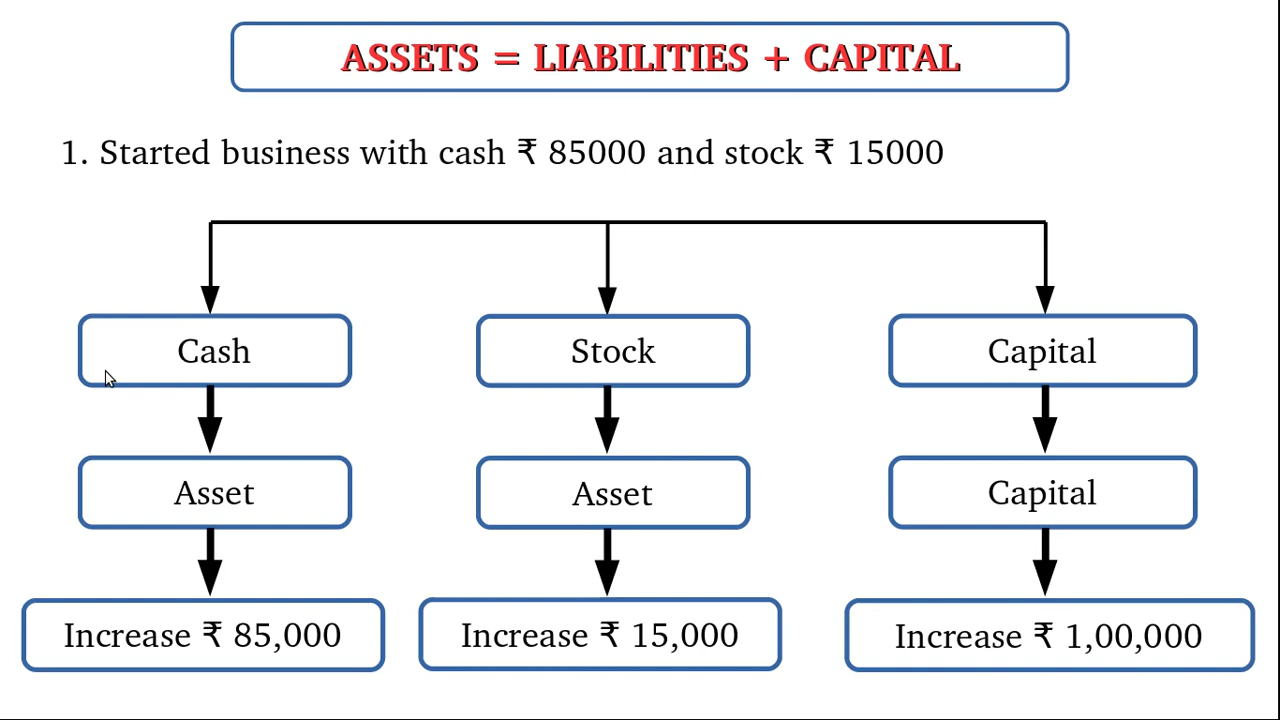 ASSETS = LIABILITIES + CAPITAL
1. Started business with cash ₹ 85000 and stock ₹ 15000
Cash
Stock
Capital
Asset
Asset
Capital
Increase ₹ 85,000
Increase ₹ 15,000
Increase ₹ 1,00,000